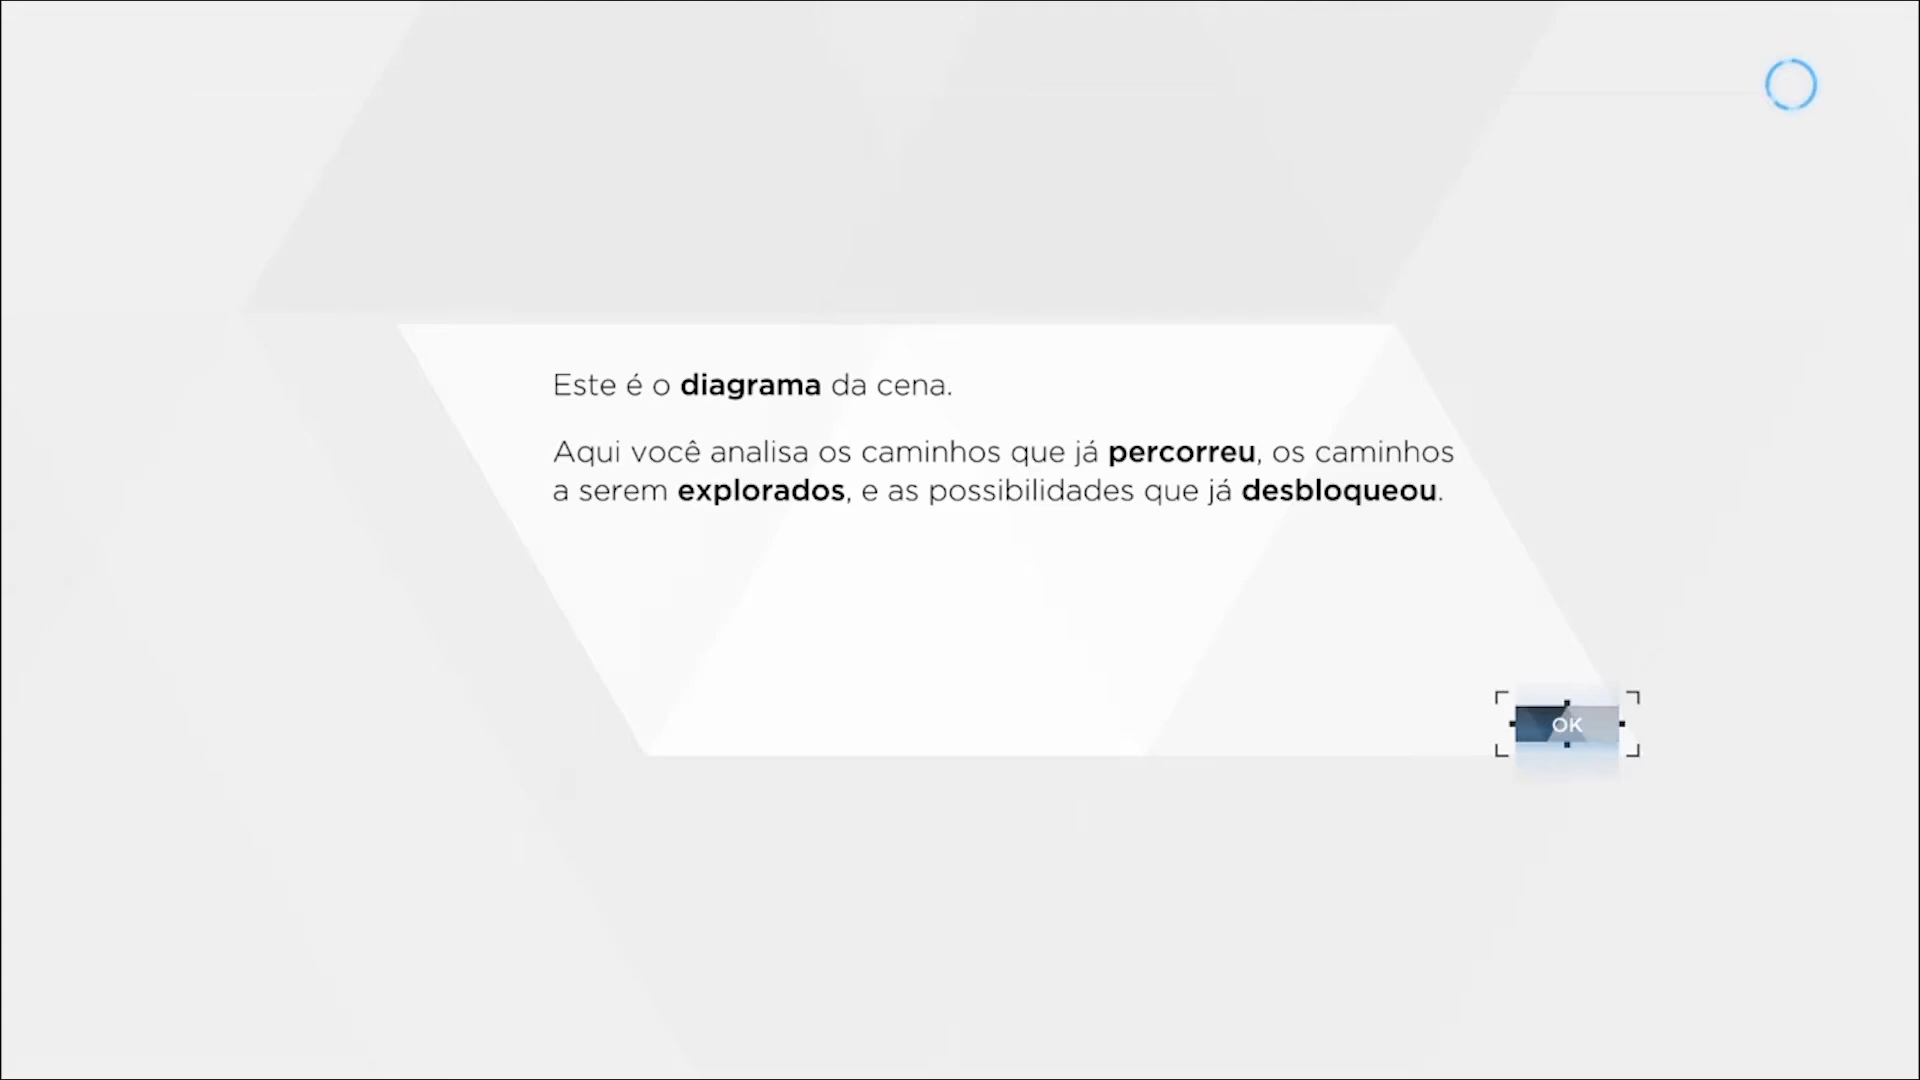 Este é o diagrama da cena.
Aqui você analisa os caminhos que já percorreu, os caminhos
a serem explorados, e as possibilidades que já desbloqueou.
OK